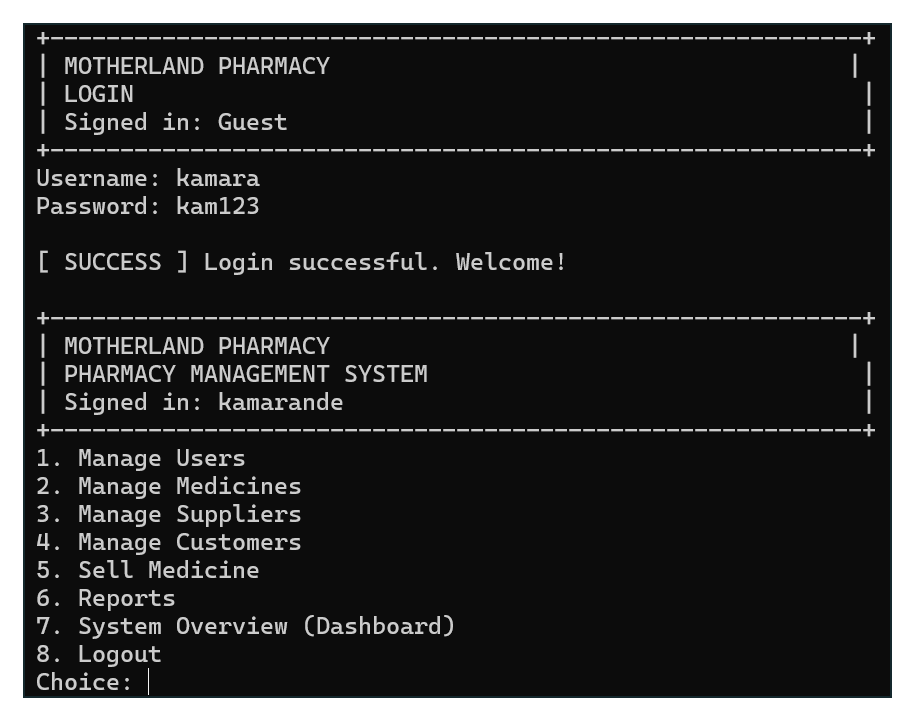 +----------------------------------------------------------+
| MOTHERLAND PHARMACY                                     |
| LOGIN                                                    |
| Signed in: Guest                                         |
+----------------------------------------------------------+
Username: kamara
Password: kam123

[ SUCCESS ] Login successful. Welcome!

+----------------------------------------------------------+
| MOTHERLAND PHARMACY                                     |
| PHARMACY MANAGEMENT SYSTEM                               |
| Signed in: kamarande                                     |
+----------------------------------------------------------+
1. Manage Users
2. Manage Medicines
3. Manage Suppliers
4. Manage Customers
5. Sell Medicine
6. Reports
7. System Overview (Dashboard)
8. Logout
Choice: